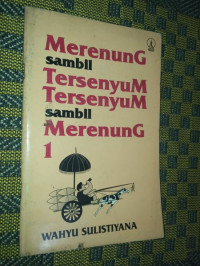 MerenunG
sambil
TersenyuM
TersenyuM
sambil
MerenunG
1
WAHYU SULISTIYANA